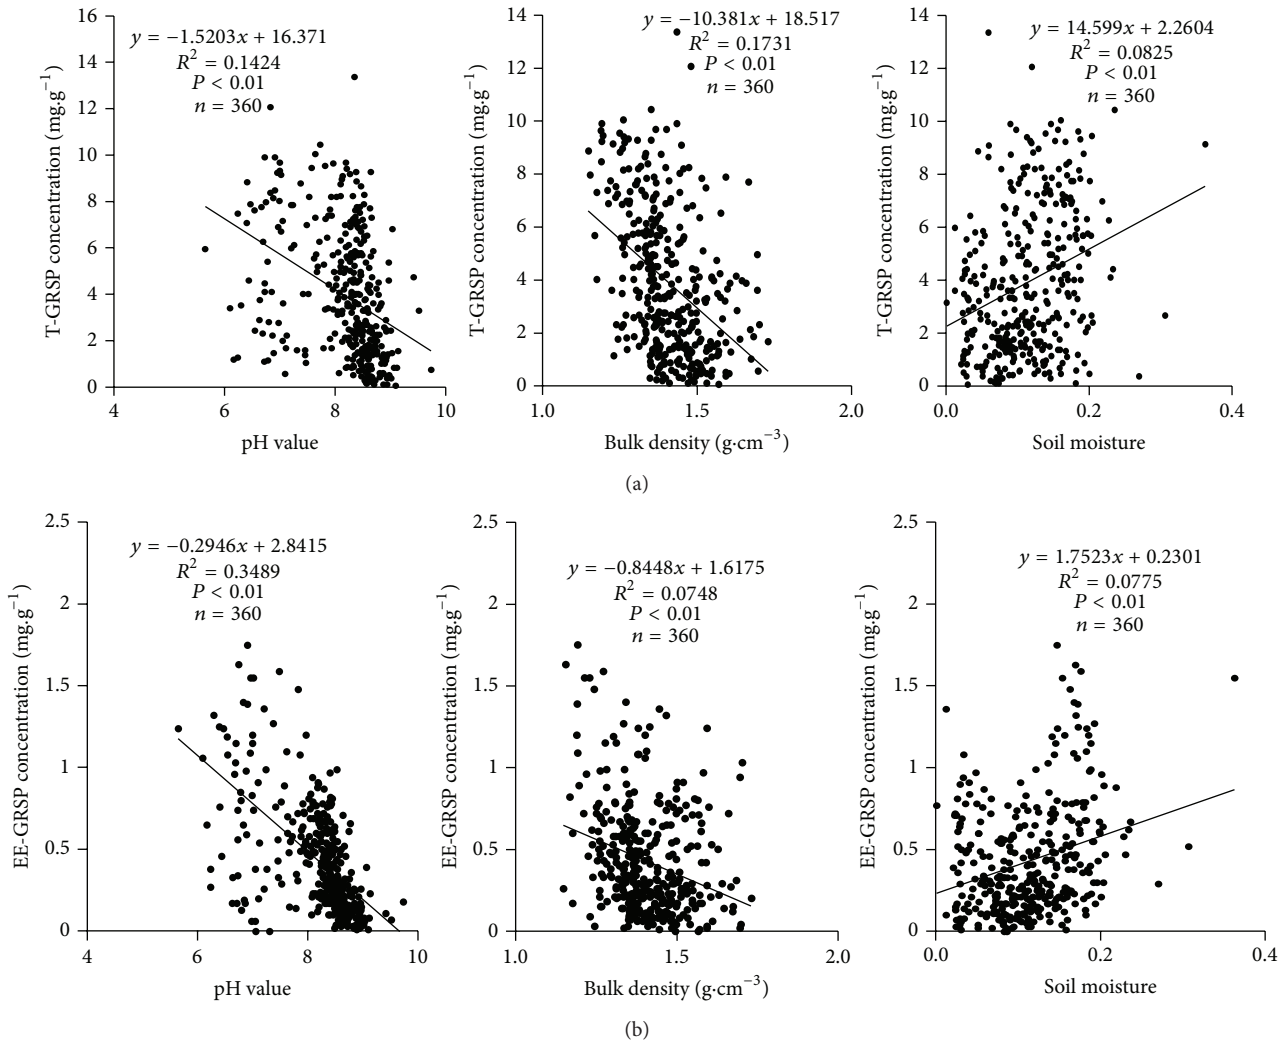 y = −1.5203x + 16.371
R² = 0.1424
P < 0.01
n = 360
16
14
12
10
8
6
4
2
0
T-GRSP concentration (mg.g⁻¹)
4 6 8 10
pH value
y = −10.381x + 18.517
R² = 0.1731
P < 0.01
n = 360
14
12
10
8
6
4
2
0
T-GRSP concentration (mg.g⁻¹)
1.0 1.5 2.0
Bulk density (g·cm⁻³)
y = 14.599x + 2.2604
R² = 0.0825
P < 0.01
n = 360
14
12
10
8
6
4
2
0
T-GRSP concentration (mg.g⁻¹)
0.0 0.2 0.4
Soil moisture
(a)
y = −0.2946x + 2.8415
R² = 0.3489
P < 0.01
n = 360
2.5
2
1.5
1
0.5
0
EE-GRSP concentration (mg.g⁻¹)
4 6 8 10
pH value
y = −0.8448x + 1.6175
R² = 0.0748
P < 0.01
n = 360
2.5
2
1.5
1
0.5
0
EE-GRSP concentration (mg.g⁻¹)
1.0 1.5 2.0
Bulk density (g·cm⁻³)
y = 1.7523x + 0.2301
R² = 0.0775
P < 0.01
n = 360
2.5
2
1.5
1
0.5
0
EE-GRSP concentration (mg.g⁻¹)
0.0 0.2 0.4
Soil moisture
(b)